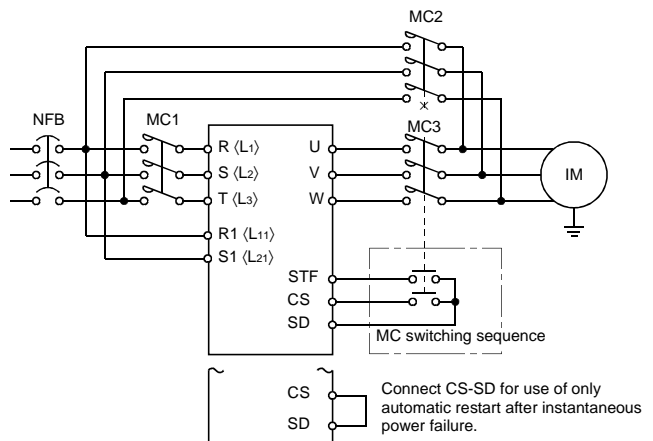 MC2
NFB
MC1
MC3
R ⟨L1⟩
S ⟨L2⟩
T ⟨L3⟩
R1 ⟨L11⟩
S1 ⟨L21⟩
U
V
W
IM
STF
CS
SD
MC switching sequence
CS
SD
Connect CS-SD for use of only
automatic restart after instantaneous
power failure.